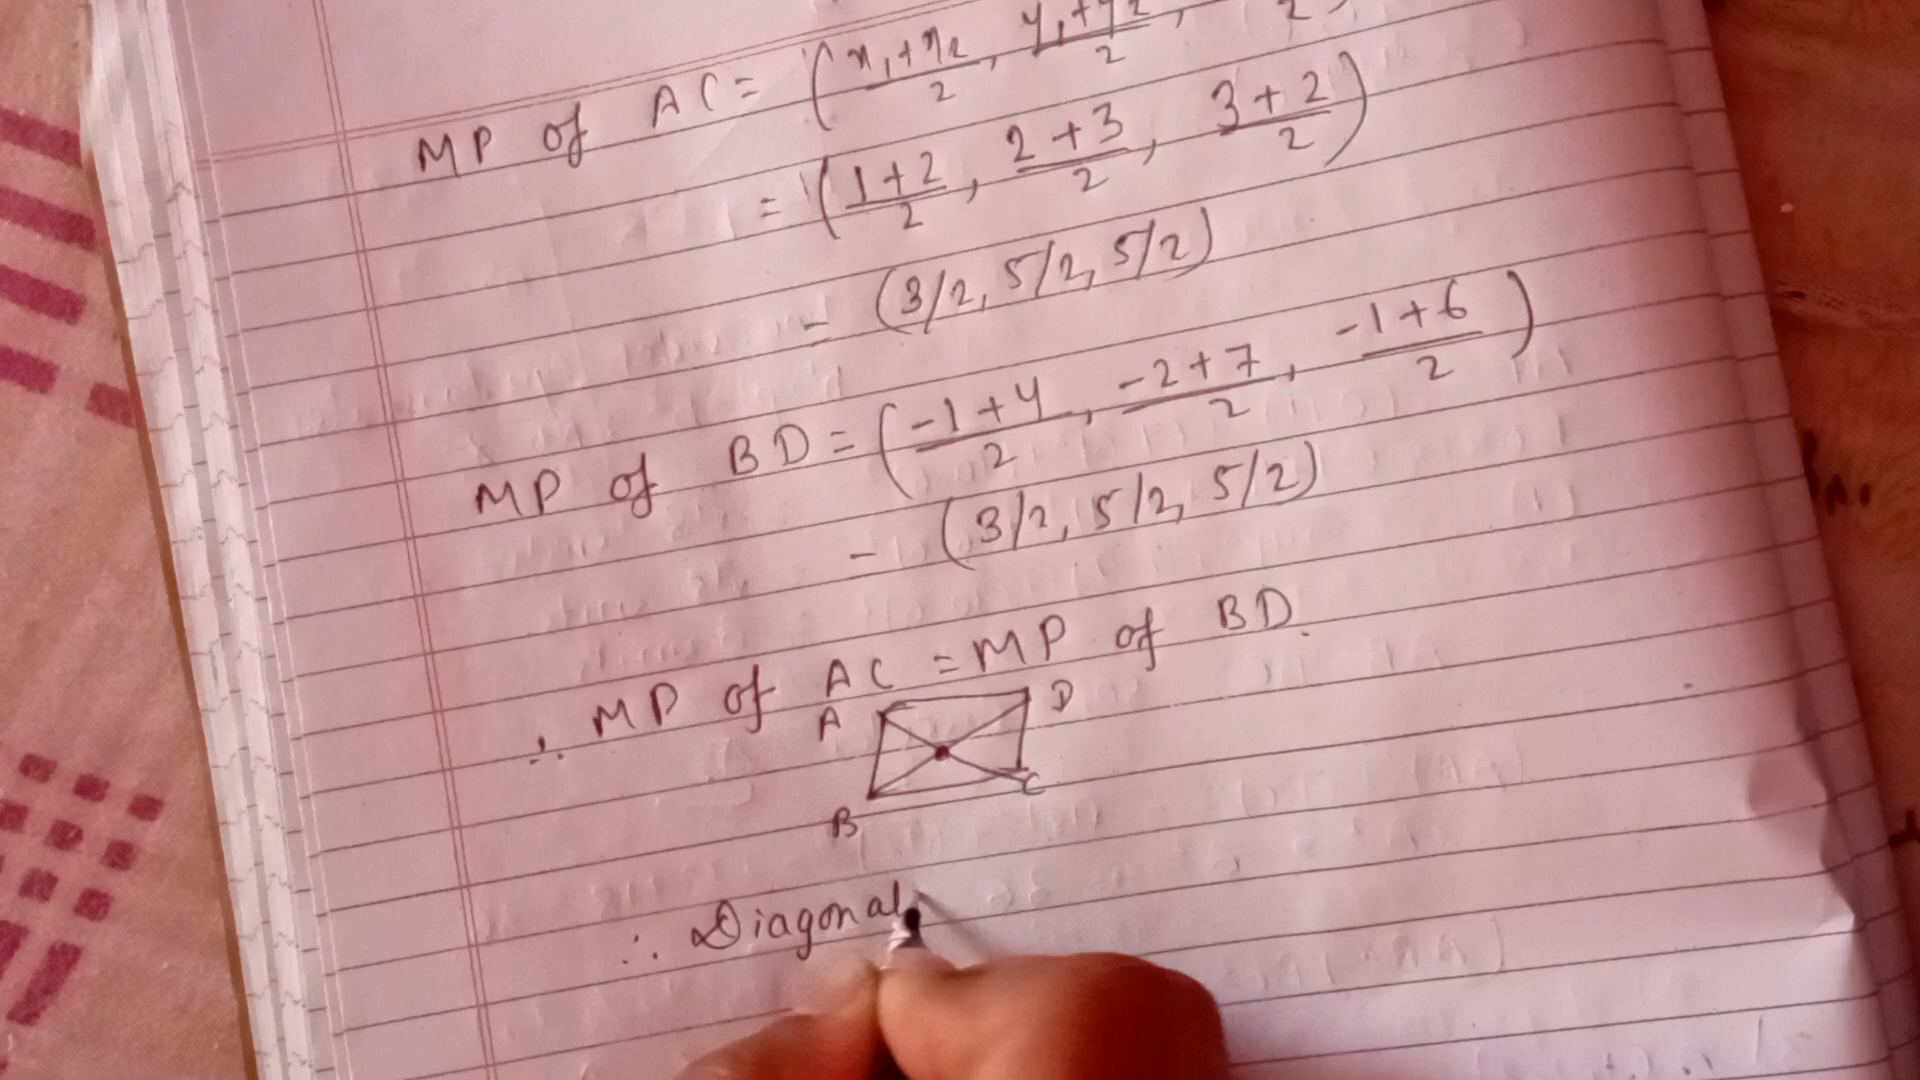 MP of AC = (x₁+x₂/2, y₁+y₂/2, 2
= (1+2/2, 2+3/2, 3+2/2)
- (3/2, 5/2, 5/2)
MP of BD = (-1+4/2, -2+7/2, -1+6/2)
- (3/2, 5/2, 5/2)
∴ MP of AC = MP of BD.
A D
B C
∴ Diagonal